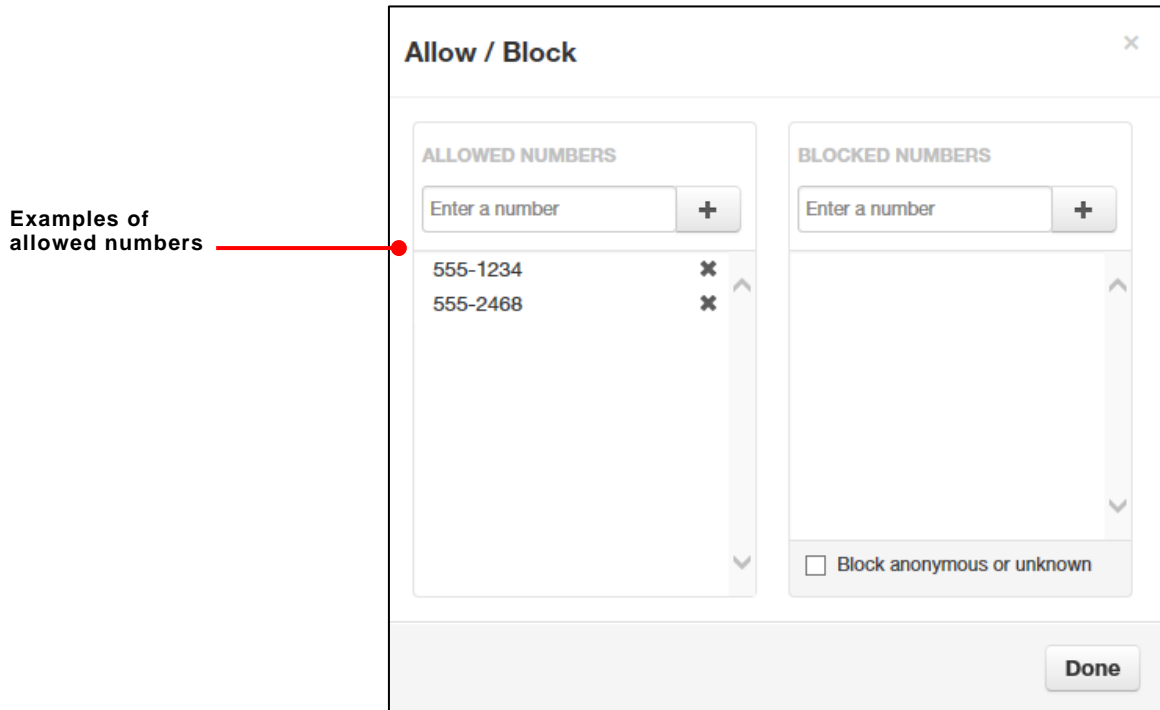 Allow / Block
×
ALLOWED NUMBERS
Enter a number
+
555-1234
555-2468
BLOCKED NUMBERS
Enter a number
+
Block anonymous or unknown
Done
Examples of
allowed numbers